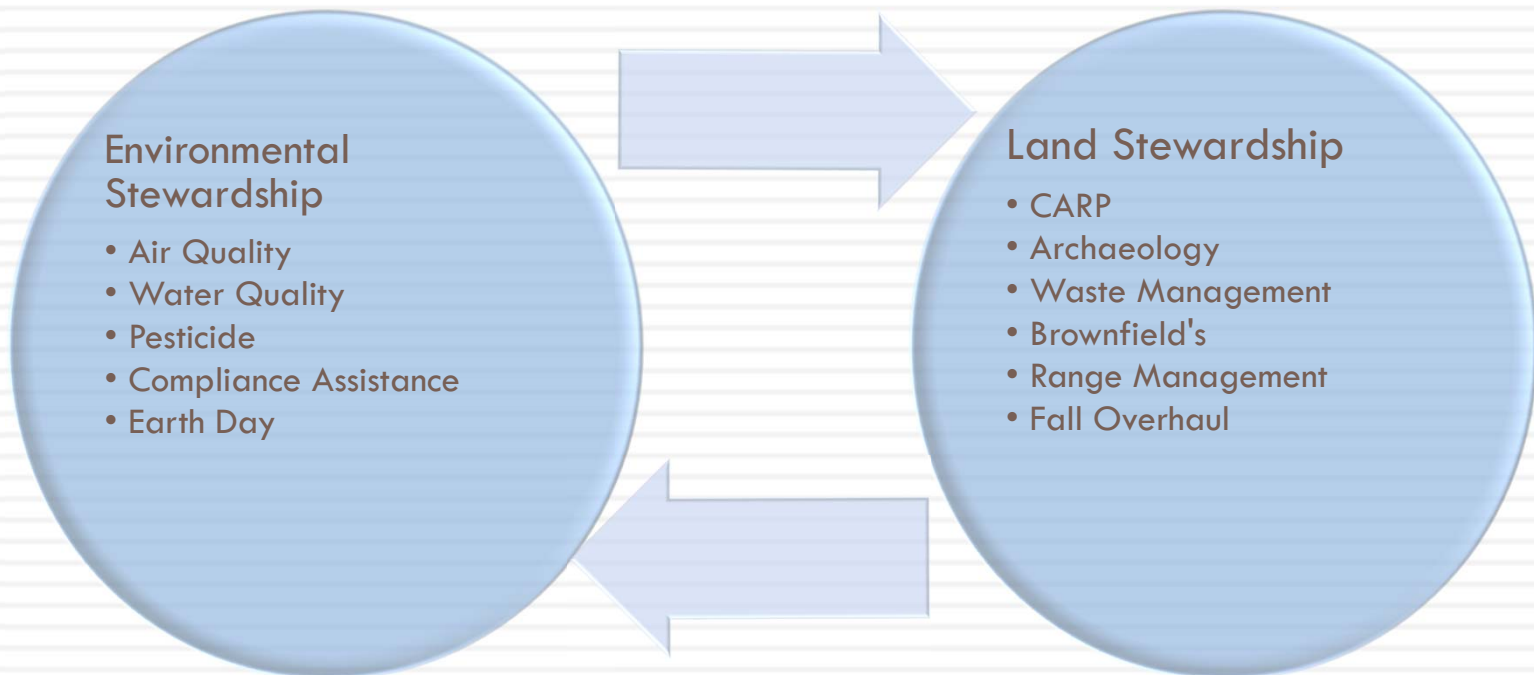 Environmental
Stewardship
• Air Quality
• Water Quality
• Pesticide
• Compliance Assistance
• Earth Day
Land Stewardship
• CARP
• Archaeology
• Waste Management
• Brownfield's
• Range Management
• Fall Overhaul